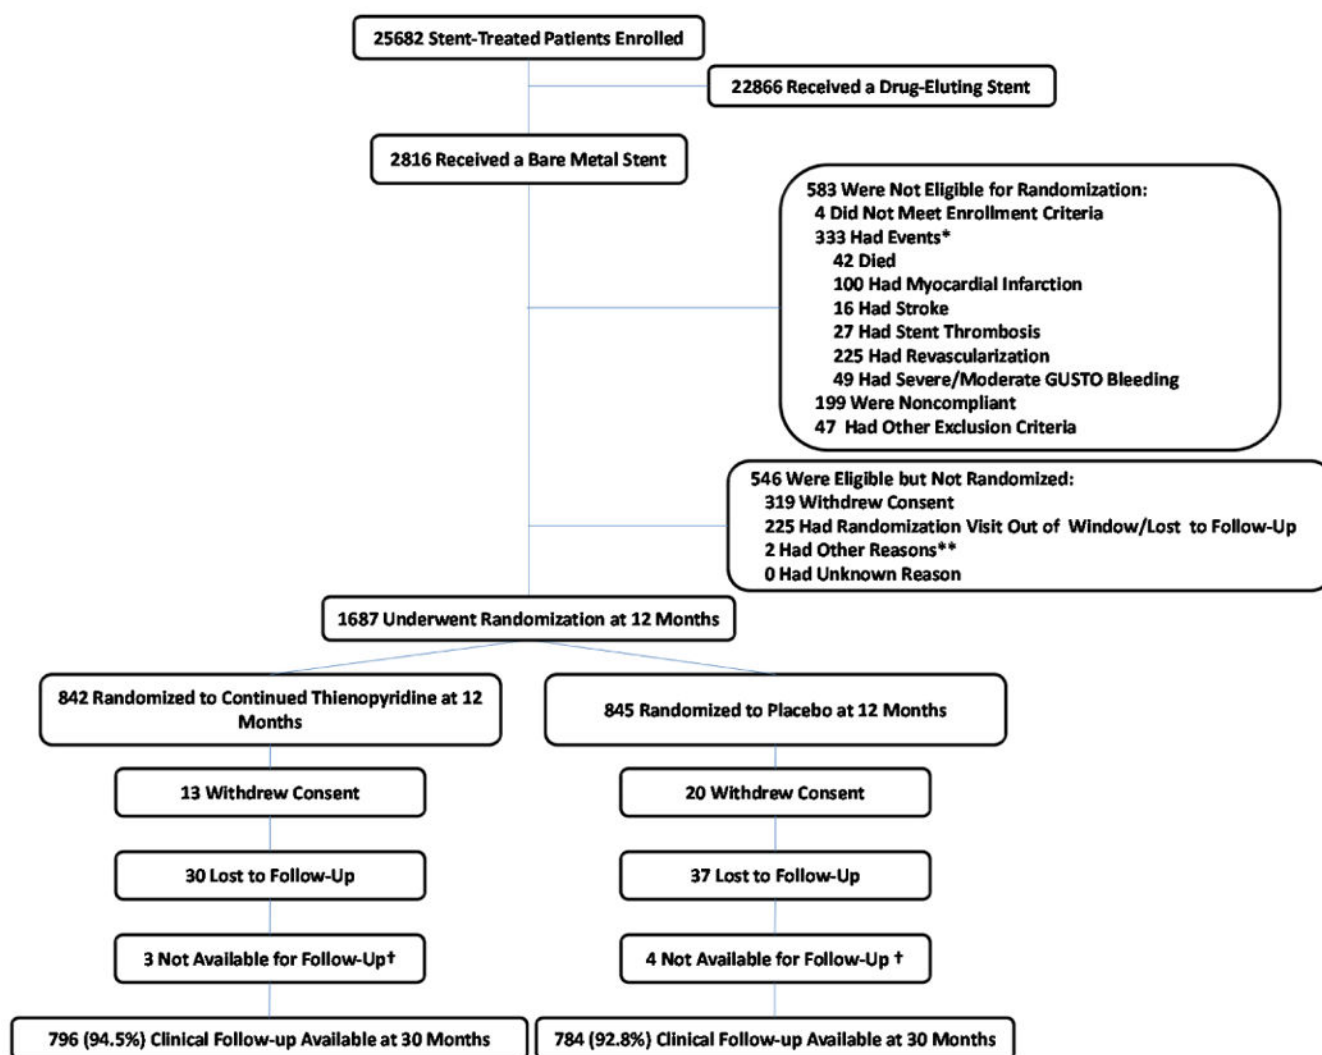 25682 Stent-Treated Patients Enrolled
22866 Received a Drug-Eluting Stent
2816 Received a Bare Metal Stent
583 Were Not Eligible for Randomization:
4 Did Not Meet Enrollment Criteria
333 Had Events*
42 Died
100 Had Myocardial Infarction
16 Had Stroke
27 Had Stent Thrombosis
225 Had Revascularization
49 Had Severe/Moderate GUSTO Bleeding
199 Were Noncompliant
47 Had Other Exclusion Criteria
546 Were Eligible but Not Randomized:
319 Withdrew Consent
225 Had Randomization Visit Out of Window/Lost to Follow-Up
2 Had Other Reasons**
0 Had Unknown Reason
1687 Underwent Randomization at 12 Months
842 Randomized to Continued Thienopyridine at 12
Months
845 Randomized to Placebo at 12 Months
13 Withdrew Consent
20 Withdrew Consent
30 Lost to Follow-Up
37 Lost to Follow-Up
3 Not Available for Follow-Up†
4 Not Available for Follow-Up †
796 (94.5%) Clinical Follow-up Available at 30 Months
784 (92.8%) Clinical Follow-up Available at 30 Months